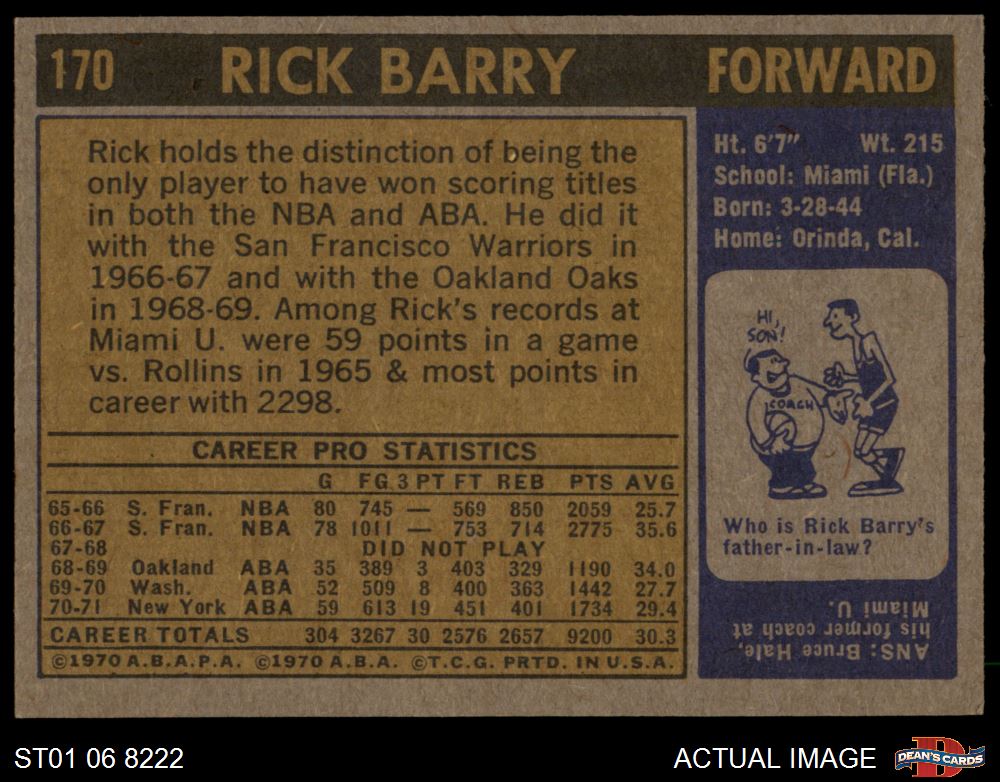 170 RICK BARRY FORWARD
Rick holds the distinction of being the
only player to have won scoring titles
in both the NBA and ABA. He did it
with the San Francisco Warriors in
1966-67 and with the Oakland Oaks
in 1968-69. Among Rick's records at
Miami U. were 59 points in a game
vs. Rollins in 1965 & most points in
career with 2298.
CAREER PRO STATISTICS
G FG 3 PT FT REB PTS AVG
65-66 S. Fran. NBA 80 745 — 569 850 2059 25.7
66-67 S. Fran. NBA 78 1011 — 753 714 2775 35.6
67-68 DID NOT PLAY
68-69 Oakland ABA 35 389 3 403 329 1190 34.0
69-70 Wash. ABA 52 509 8 400 363 1442 27.7
70-71 New York ABA 59 613 19 451 401 1734 29.4
CAREER TOTALS 304 3267 30 2576 2657 9200 30.3
©1970 A.B.A.P.A. ©1970 A.B.A. ©T.C.G. PRTD. IN U.S.A.
Ht. 6'7" Wt. 215
School: Miami (Fla.)
Born: 3-28-44
Home: Orinda, Cal.
HI,
SON!
COACH
Who is Rick Barry's
father-in-law?
ANS: Bruce Hale,
his former coach at
Miami U.
ST01 06 8222
ACTUAL IMAGE
D
DEAN'S CARDS